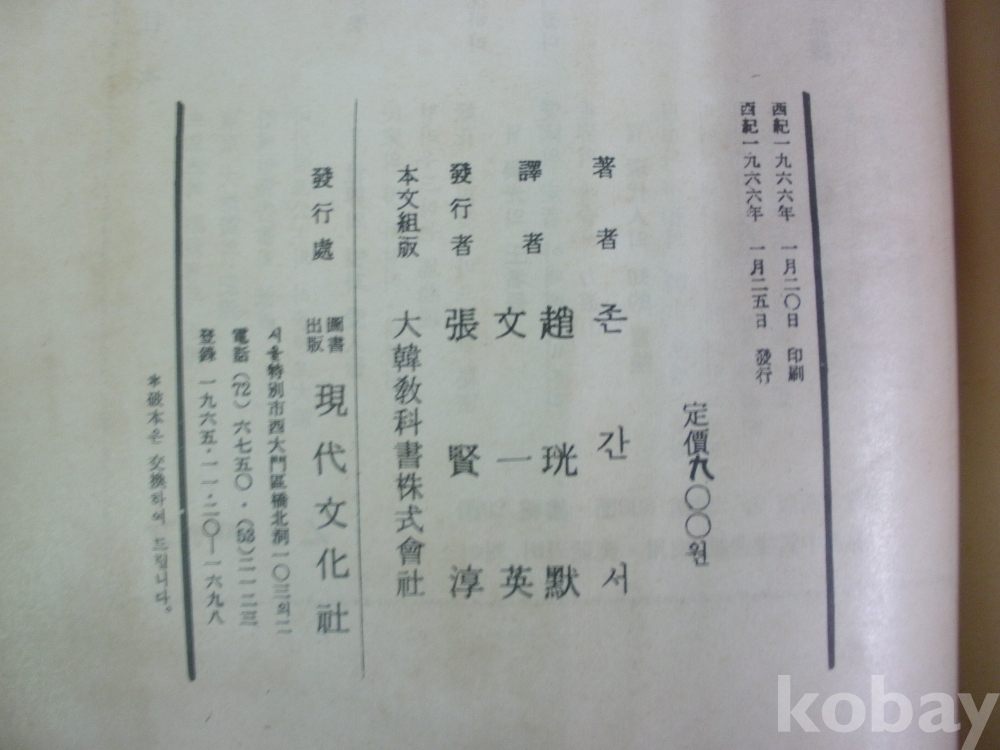 西紀一九六六年 一月二〇日 印刷
西紀一九六六年 一月二五日 發行
定價九〇〇원
著者 존 간 서
譯者 趙珖默
文一英
發行者 張賢淳
本文組版 大韓敎科書株式會社
發行處 圖書出版 現代文化社
서울特別市西大門區橋北洞一〇三의二
電話(72)六七五〇·(53)二一二三
登錄 一九六五·一一·二〇—一六九八
*破本은 交換하여 드립니다.
kobay